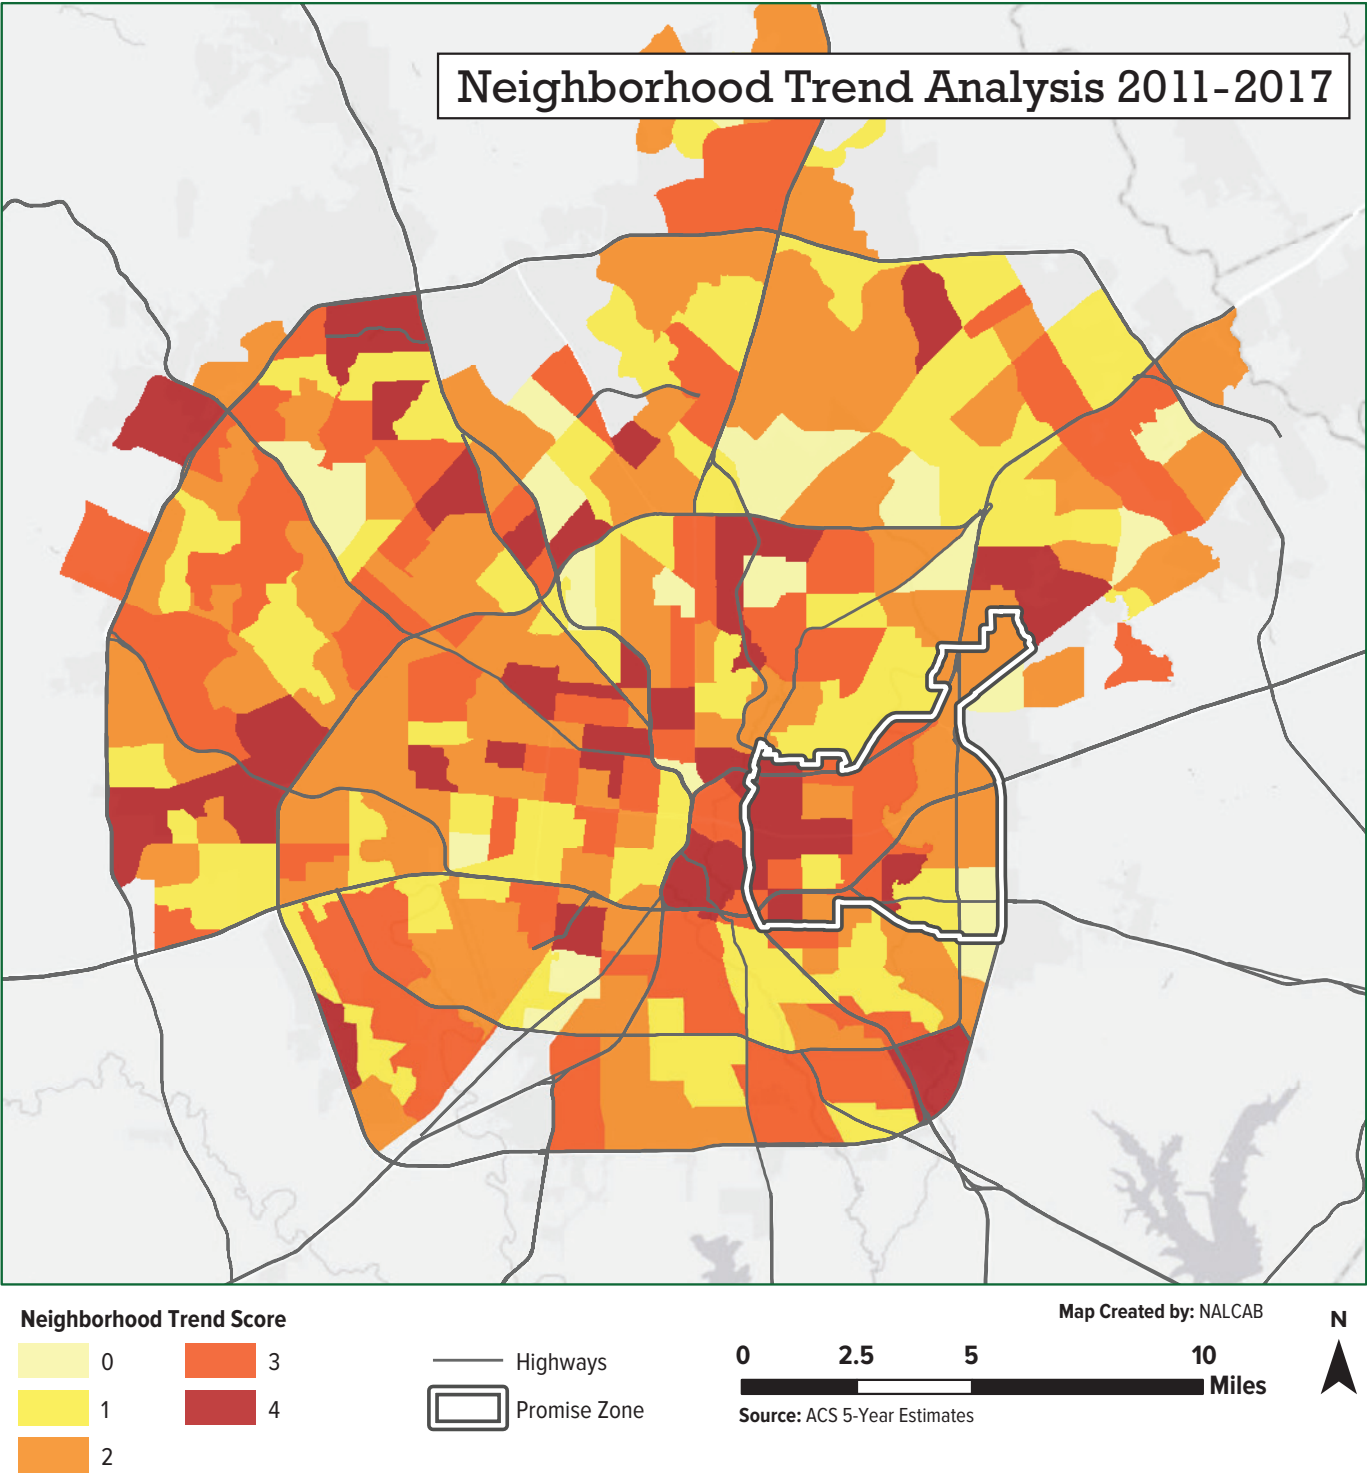 Neighborhood Trend Analysis 2011-2017
Neighborhood Trend Score
0
1
2
3
4
Highways
Promise Zone
Map Created by: NALCAB
0 2.5 5 10
Miles
Source: ACS 5-Year Estimates
N